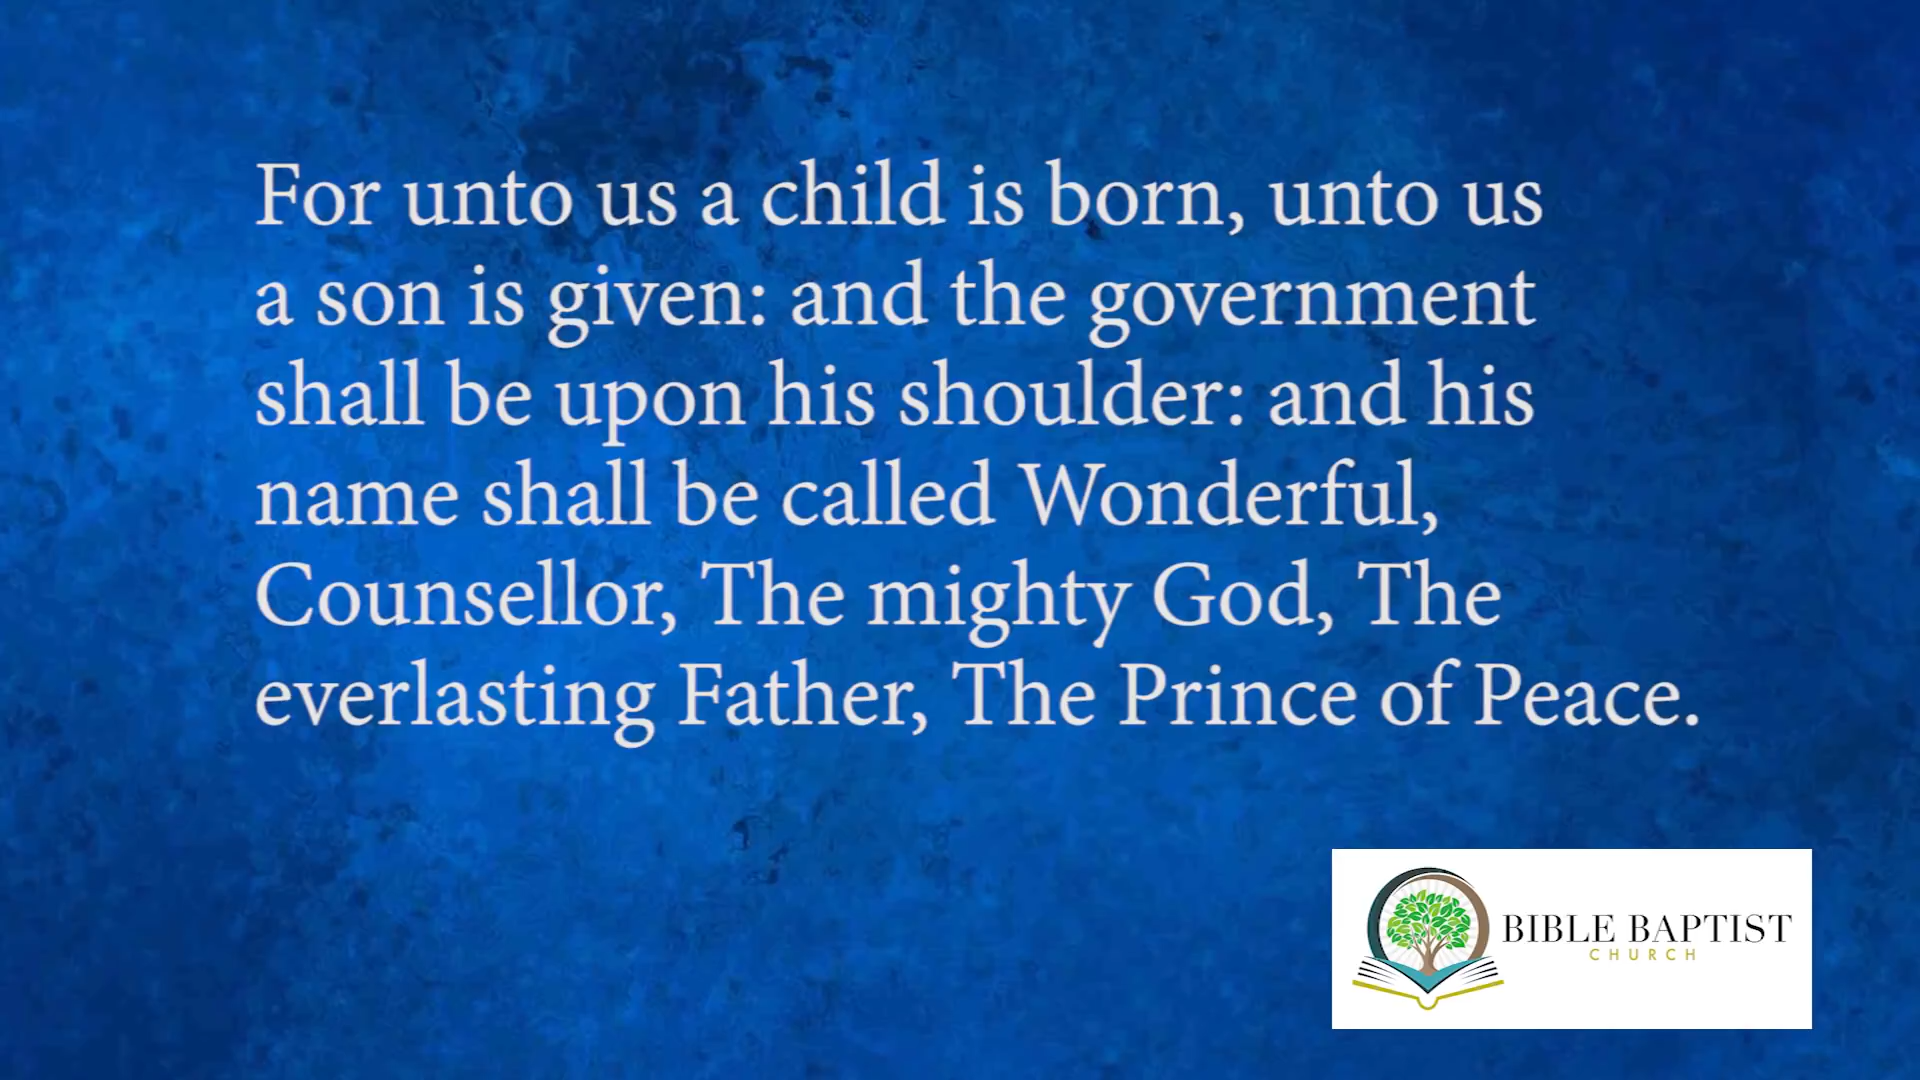 For unto us a child is born, unto us
a son is given: and the government
shall be upon his shoulder: and his
name shall be called Wonderful,
Counsellor, The mighty God, The
everlasting Father, The Prince of Peace.
BIBLE BAPTIST
CHURCH